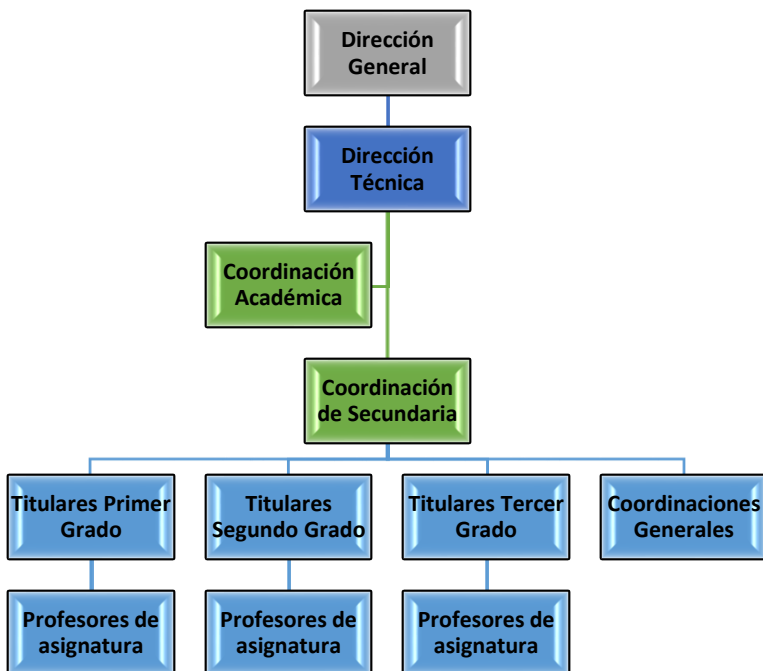 Dirección
General
Dirección
Técnica
Coordinación
Académica
Coordinación
de Secundaria
Titulares Primer
Grado
Titulares
Segundo Grado
Titulares Tercer
Grado
Coordinaciones
Generales
Profesores de
asignatura
Profesores de
asignatura
Profesores de
asignatura